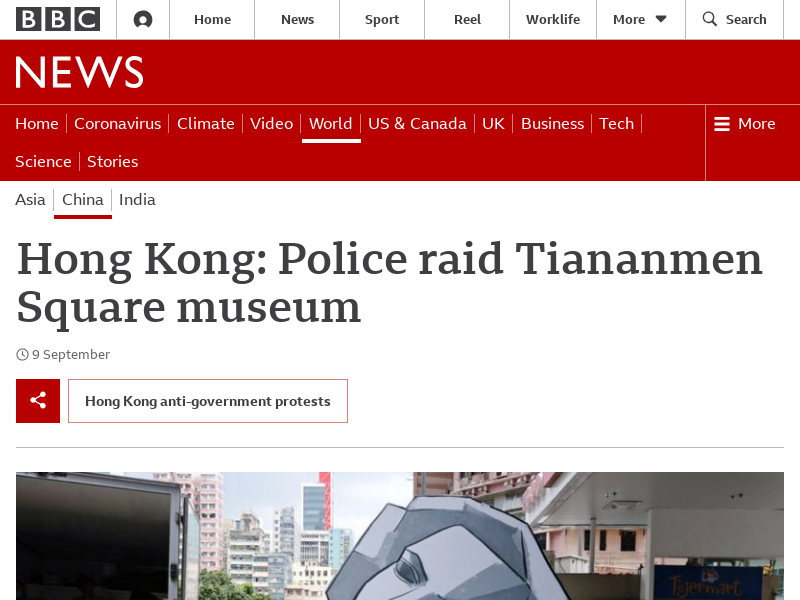 BBC
Home
News
Sport
Reel
Worklife
More
Search
NEWS
Home
Coronavirus
Climate
Video
World
US & Canada
UK
Business
Tech
More
Science
Stories
Asia
China
India
Hong Kong: Police raid Tiananmen
Square museum
9 September
Hong Kong anti-government protests
Tigermart